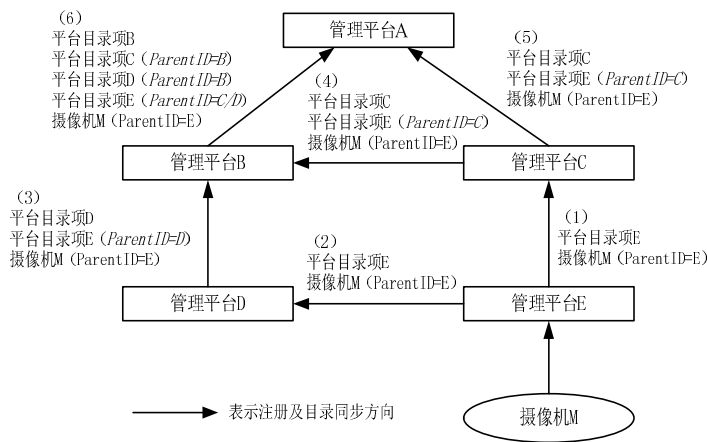 管理平台A
（6）
平台目录项B
平台目录项C（ParentID=B）
平台目录项D（ParentID=B）
平台目录项E（ParentID=C/D）
摄像机M（ParentID=E）
（5）
平台目录项C
平台目录项E（ParentID=C）
摄像机M（ParentID=E）
（4）
平台目录项C
平台目录项E（ParentID=C）
摄像机M（ParentID=E）
管理平台B
管理平台C
（3）
平台目录项D
平台目录项E（ParentID=D）
摄像机M（ParentID=E）
（2）
平台目录项E
摄像机M（ParentID=E）
（1）
平台目录项E
摄像机M（ParentID=E）
管理平台D
管理平台E
表示注册及目录同步方向
摄像机M